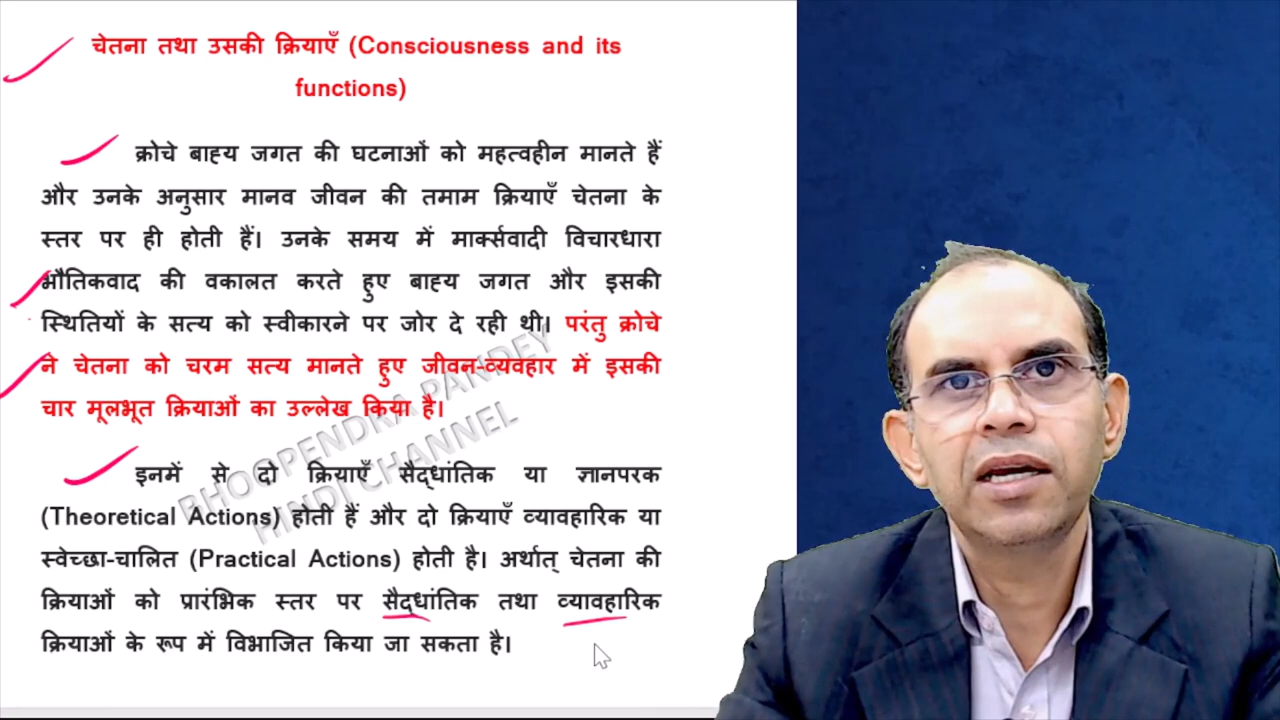 चेतना तथा उसकी क्रियाएँ (Consciousness and its
functions)
क्रोचे बाह्य जगत की घटनाओं को महत्वहीन मानते हैं
और उनके अनुसार मानव जीवन की तमाम क्रियाएँ चेतना के
स्तर पर ही होती हैं। उनके समय में मार्क्सवादी विचारधारा
भौतिकवाद की वकालत करते हुए बाह्य जगत और इसकी
स्थितियों के सत्य को स्वीकारने पर जोर दे रही थी। परंतु क्रोचे
ने चेतना को चरम सत्य मानते हुए जीवन-व्यवहार में इसकी
चार मूलभूत क्रियाओं का उल्लेख किया है।
इनमें से दो क्रियाएँ सैद्धांतिक या ज्ञानपरक
(Theoretical Actions) होती हैं और दो क्रियाएँ व्यावहारिक या
स्वेच्छा-चालित (Practical Actions) होती है। अर्थात् चेतना की
क्रियाओं को प्रारंभिक स्तर पर सैद्धांतिक तथा व्यावहारिक
क्रियाओं के रूप में विभाजित किया जा सकता है।
BHOOPENDRA PANDEY
HINDI CHANNEL